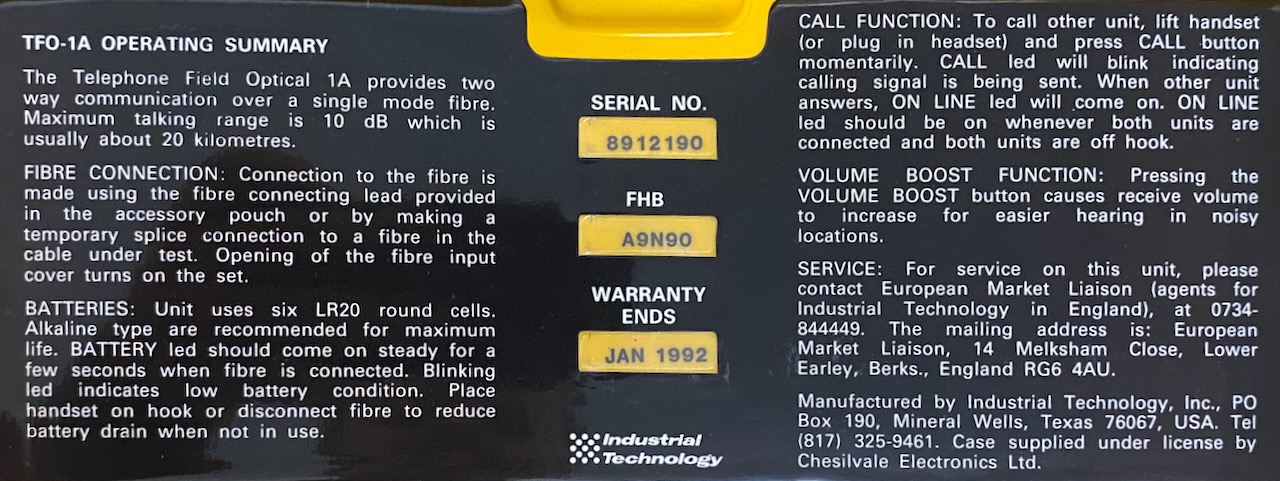 TFO-1A OPERATING SUMMARY
The Telephone Field Optical 1A provides two
way communication over a single mode fibre.
Maximum talking range is 10 dB which is
usually about 20 kilometres.
FIBRE CONNECTION: Connection to the fibre is
made using the fibre connecting lead provided
in the accessory pouch or by making a
temporary splice connection to a fibre in the
cable under test. Opening of the fibre input
cover turns on the set.
BATTERIES: Unit uses six LR20 round cells.
Alkaline type are recommended for maximum
life. BATTERY led should come on steady for a
few seconds when fibre is connected. Blinking
led indicates low battery condition. Place
handset on hook or disconnect fibre to reduce
battery drain when not in use.
SERIAL NO.
8912190
FHB
A9N90
WARRANTY
ENDS
JAN 1992
Industrial
Technology
CALL FUNCTION: To call other unit, lift handset
(or plug in headset) and press CALL button
momentarily. CALL led will blink indicating
calling signal is being sent. When other unit
answers, ON LINE led will come on. ON LINE
led should be on whenever both units are
connected and both units are off hook.
VOLUME BOOST FUNCTION: Pressing the
VOLUME BOOST button causes receive volume
to increase for easier hearing in noisy
locations.
SERVICE: For service on this unit, please
contact European Market Liaison (agents for
Industrial Technology in England), at 0734-
844449. The mailing address is: European
Market Liaison, 14 Melksham Close, Lower
Earley, Berks., England RG6 4AU.
Manufactured by Industrial Technology, Inc., PO
Box 190, Mineral Wells, Texas 76067, USA. Tel
(817) 325-9461. Case supplied under license by
Chesilvale Electronics Ltd.